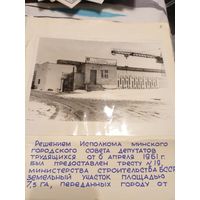 Решением Исполкома минского
городского совета депутатов
трудящихся от 6 апреля 1961 г.
был предоставлен тресту №19,
министерства строительства БССР
земельный участок площадью
7,5 га, переданных городу от